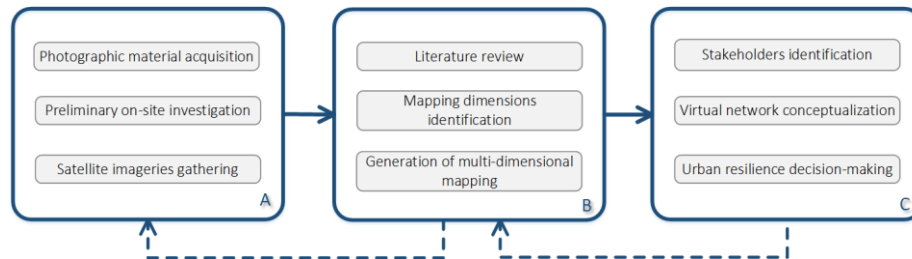 Photographic material acquisition
Preliminary on-site investigation
Satellite imageries gathering
A
Literature review
Mapping dimensions
identification
Generation of multi-dimensional
mapping
B
Stakeholders identification
Virtual network conceptualization
Urban resilience decision-making
C